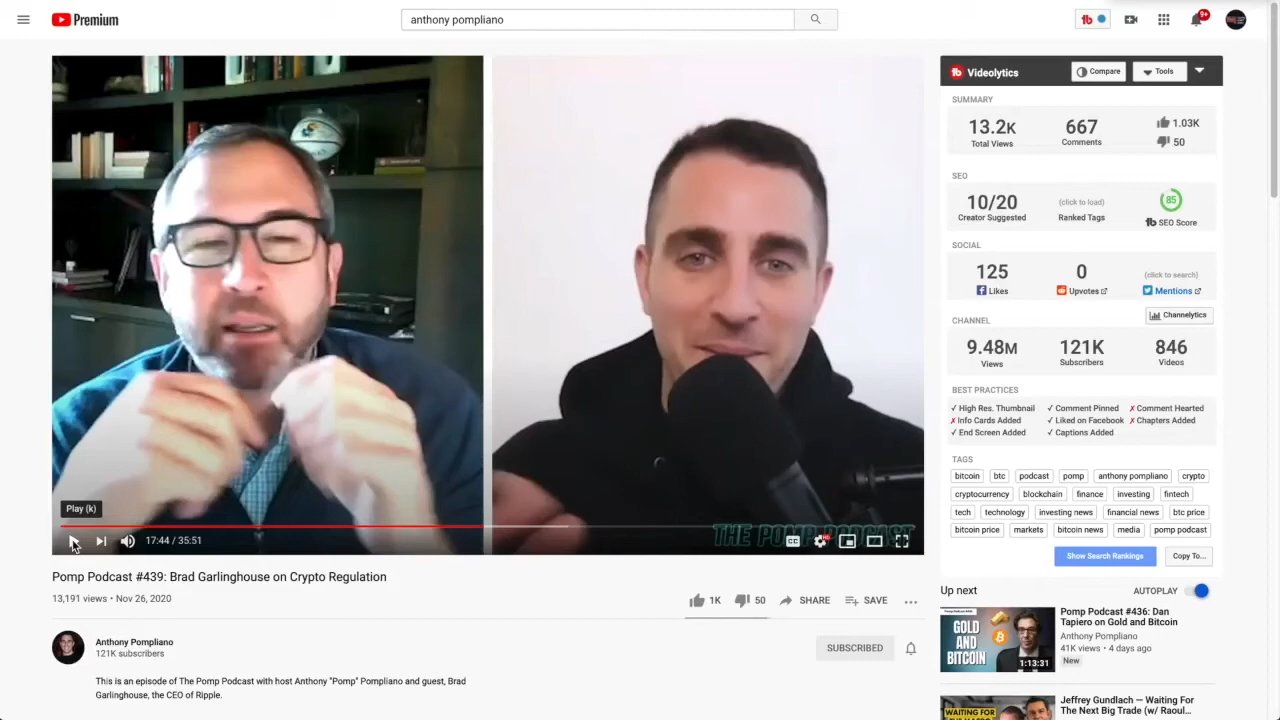 Premium
anthony pompliano
9+
Videolytics
Compare
Tools
SUMMARY
13.2K
Total Views
667
Comments
1.03K
50
SEO
10/20
Creator Suggested
(click to load)
Ranked Tags
85
SEO Score
SOCIAL
125
Likes
0
Upvotes
(click to search)
Mentions
CHANNEL
Channelytics
9.48M
Views
121K
Subscribers
846
Videos
BEST PRACTICES
✓ High Res. Thumbnail ✓ Comment Pinned ✗ Comment Hearted
✗ Info Cards Added ✓ Liked on Facebook ✗ Chapters Added
✓ End Screen Added ✓ Captions Added
TAGS
bitcoin btc podcast pomp anthony pompliano crypto
cryptocurrency blockchain finance investing fintech
tech technology investing news financial news btc price
bitcoin price markets bitcoin news media pomp podcast
Show Search Rankings
Copy To...
Play (k)
17:44 / 35:51
THE POMP PODCAST
CC
Pomp Podcast #439: Brad Garlinghouse on Crypto Regulation
13,191 views • Nov 26, 2020
1K 50 SHARE SAVE
Anthony Pompliano
121K subscribers
SUBSCRIBED
This is an episode of The Pomp Podcast with host Anthony "Pomp" Pompliano and guest, Brad
Garlinghouse, the CEO of Ripple.
Up next
AUTOPLAY
GOLD
AND
BITCOIN
1:13:31
Pomp Podcast #436: Dan
Tapiero on Gold and Bitcoin
Anthony Pompliano
41K views • 4 days ago
New
WAITING FOR
Jeffrey Gundlach — Waiting For
The Next Big Trade (w/ Raoul...